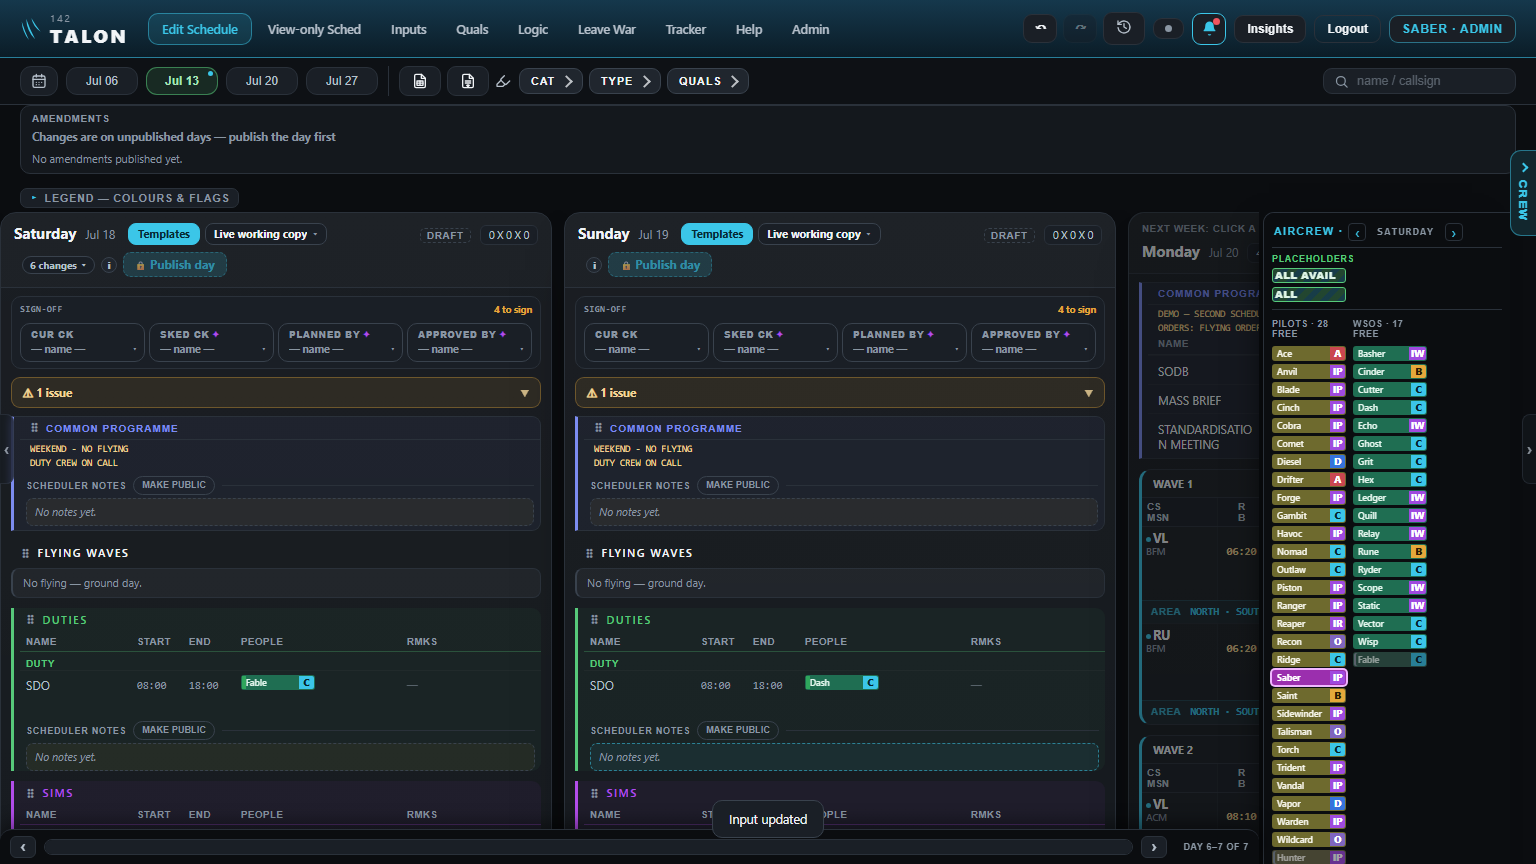 142
TALON
Edit Schedule
View-only Sched
Inputs
Quals
Logic
Leave War
Tracker
Help
Admin
Insights
Logout
SABER · ADMIN
Jul 06
Jul 13
Jul 20
Jul 27
CAT
TYPE
QUALS
name / callsign
AMENDMENTS
Changes are on unpublished days — publish the day first
No amendments published yet.
CREW
LEGEND — COLOURS & FLAGS
Saturday Jul 18 Templates Live working copy DRAFT 0X0X0
6 changes i Publish day
SIGN-OFF 4 to sign
CUR CK SKED CK PLANNED BY APPROVED BY
— name — — name — — name — — name —
1 issue
COMMON PROGRAMME
WEEKEND - NO FLYING
DUTY CREW ON CALL
SCHEDULER NOTES MAKE PUBLIC
No notes yet.
FLYING WAVES
No flying — ground day.
DUTIES
NAME START END PEOPLE RMKS
DUTY
SDO 08:00 18:00 Fable C —
SCHEDULER NOTES MAKE PUBLIC
No notes yet.
SIMS
NAME START END PEOPLE RMKS
Sunday Jul 19 Templates Live working copy DRAFT 0X0X0
i Publish day
SIGN-OFF 4 to sign
CUR CK SKED CK PLANNED BY APPROVED BY
— name — — name — — name — — name —
1 issue
COMMON PROGRAMME
WEEKEND - NO FLYING
DUTY CREW ON CALL
SCHEDULER NOTES MAKE PUBLIC
No notes yet.
FLYING WAVES
No flying — ground day.
DUTIES
NAME START END PEOPLE RMKS
DUTY
SDO 08:00 18:00 Dash C —
SCHEDULER NOTES MAKE PUBLIC
No notes yet.
SIMS
NAME PEOPLE RMKS
Input updated
NEXT WEEK: CLICK A
Monday Jul 20
COMMON PROGRA
DEMO — SECOND SCHEDU
ORDERS: FLYING ORDER
NAME
SODB
MASS BRIEF
STANDARDISATIO
N MEETING
WAVE 1
CS R
MSN B
VL
BFM 06:20
AREA NORTH · SOUT
RU
BFM 06:20
AREA NORTH · SOUT
WAVE 2
CS R
MSN B
VL
ACM 08:10
AIRCREW · SATURDAY
PLACEHOLDERS
ALL AVAIL
ALL
PILOTS · 28 FREE
WSOS · 17 FREE
Ace A Basher IW
Anvil IP Cinder B
Blade IP Cutter C
Cinch IP Dash C
Cobra IP Echo IW
Comet IP Ghost C
Diesel D Grit C
Drifter A Hex C
Forge IP Ledger IW
Gambit C Quill IW
Havoc IP Relay IW
Nomad C Rune B
Outlaw C Ryder C
Piston IP Scope IW
Ranger IP Static IW
Reaper IR Vector C
Recon O Wisp C
Ridge C Fable C
Saber IP
Saint B
Sidewinder IP
Talisman O
Torch C
Trident IP
Vandal IP
Vapor D
Warden IP
Wildcard O
Hunter IP
DAY 6–7 OF 7